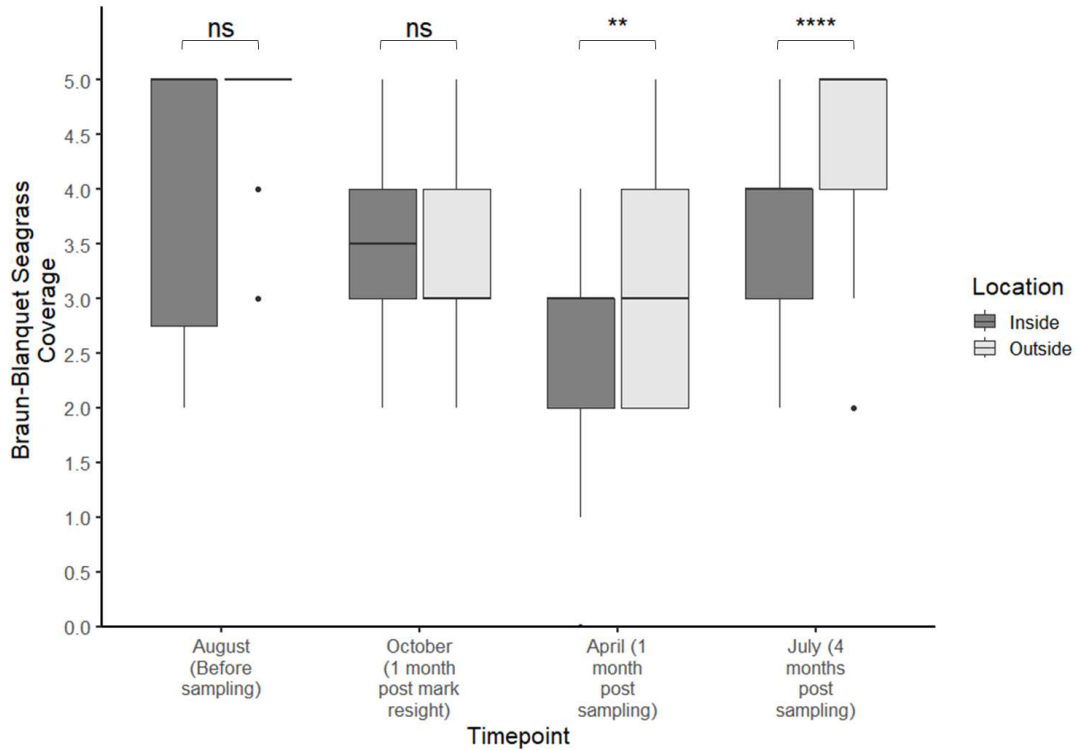 ns
ns
**
****
5.0
4.5
4.0
3.5
3.0
2.5
2.0
1.5
1.0
0.5
0.0
Braun-Blanquet Seagrass
Coverage
August
(Before
sampling)
October
(1 month
post mark
resight)
April (1
month
post
sampling)
July (4
months
post
sampling)
Timepoint
Location
Inside
Outside